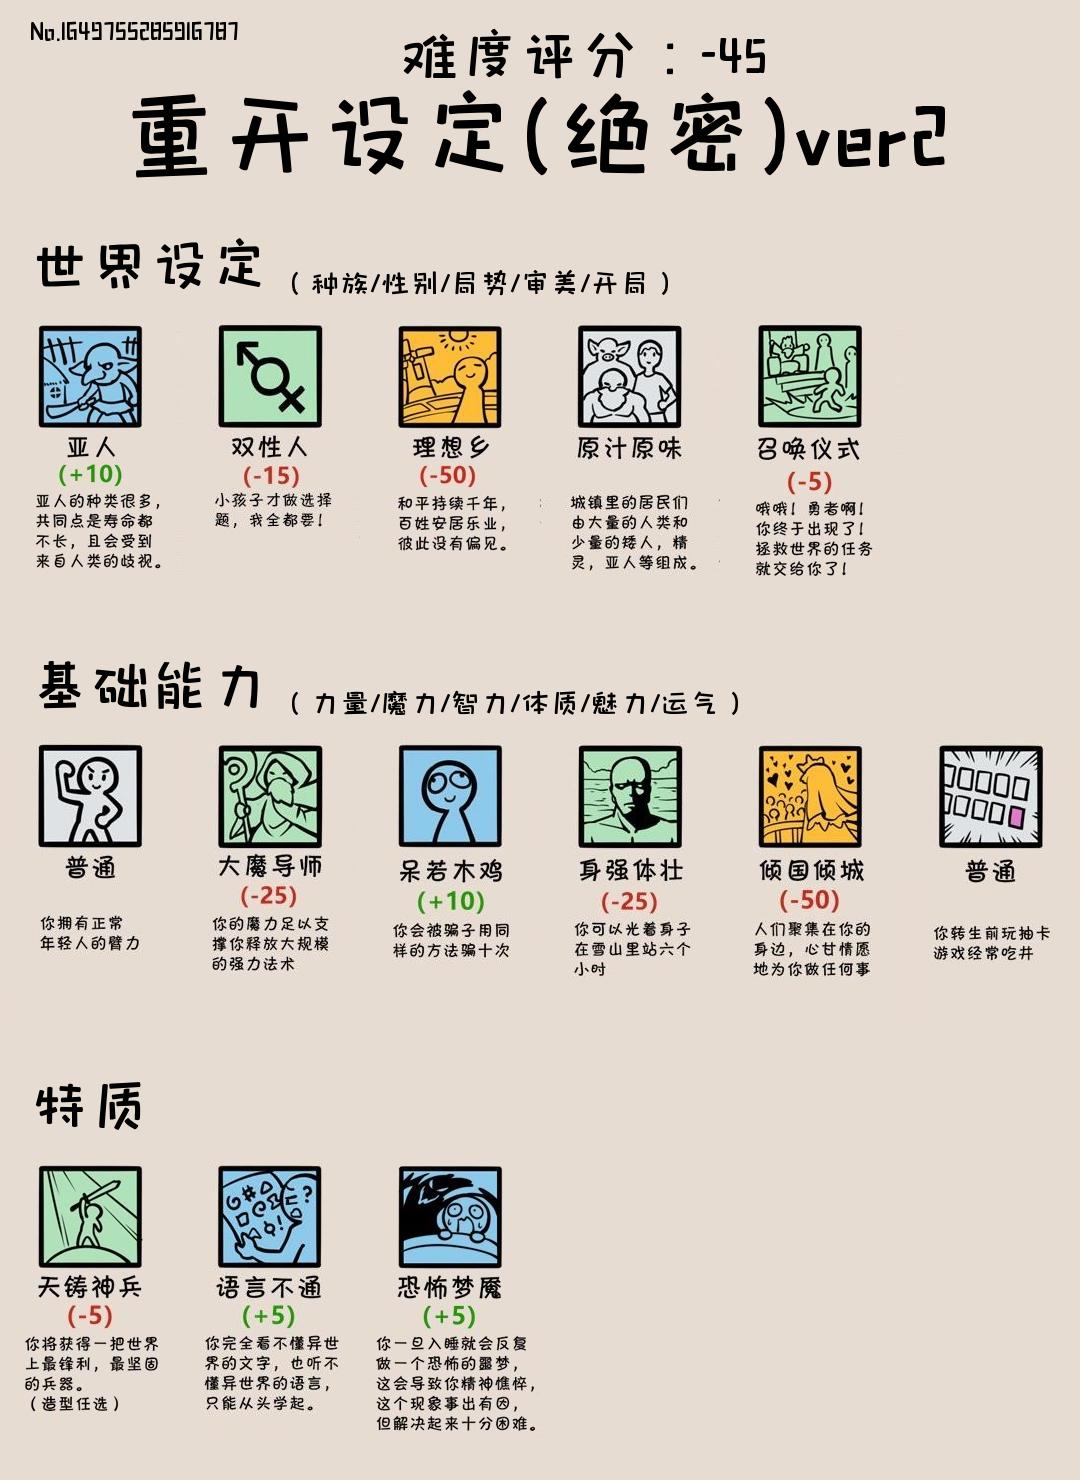 No.1649755285916787
难度评分：-45
重开设定(绝密)ver2
世界设定（种族/性别/局势/审美/开局）
亚人
(+10)
亚人的种类很多，
共同点是寿命都
不长，且会受到
来自人类的歧视。
双性人
(-15)
小孩子才做选择
题，我全都要！
理想乡
(-50)
和平持续千年，
百姓安居乐业，
彼此没有偏见。
原汁原味
城镇里的居民们
由大量的人类和
少量的矮人，精
灵，亚人等组成。
召唤仪式
(-5)
哦哦！勇者啊！
你终于出现了！
拯救世界的任务
就交给你了！
基础能力（力量/魔力/智力/体质/魅力/运气）
普通
你拥有正常
年轻人的臂力
大魔导师
(-25)
你的魔力足以支
撑你释放大规模
的强力法术
呆若木鸡
(+10)
你会被骗子用同
样的方法骗十次
身强体壮
(-25)
你可以光着身子
在雪山里站六个
小时
倾国倾城
(-50)
人们聚集在你的
身边，心甘情愿
地为你做任何事
普通
你转生前玩抽卡
游戏经常吃井
特质
天铸神兵
(-5)
你将获得一把世界
上最锋利，最坚固
的兵器。
（造型任选）
语言不通
(+5)
你完全看不懂异世
界的文字，也听不
懂异世界的语言，
只能从头学起。
恐怖梦魇
(+5)
你一旦入睡就会反复
做一个恐怖的噩梦，
这会导致你精神憔悴，
这个现象事出有因，
但解决起来十分困难。